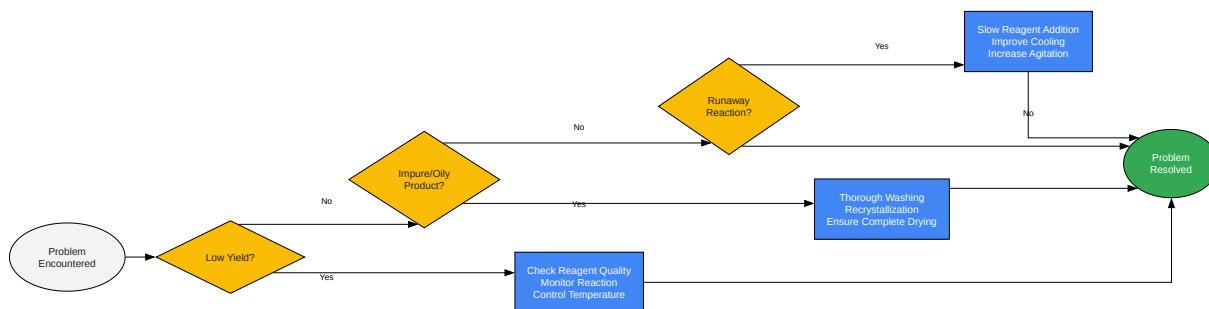 Problem
Encountered
Low Yield?
No
Yes
Impure/Oily
Product?
No
Yes
Runaway
Reaction?
Yes
No
Slow Reagent Addition
Improve Cooling
Increase Agitation
Thorough Washing
Recrystallization
Ensure Complete Drying
Check Reagent Quality
Monitor Reaction
Control Temperature
Problem
Resolved